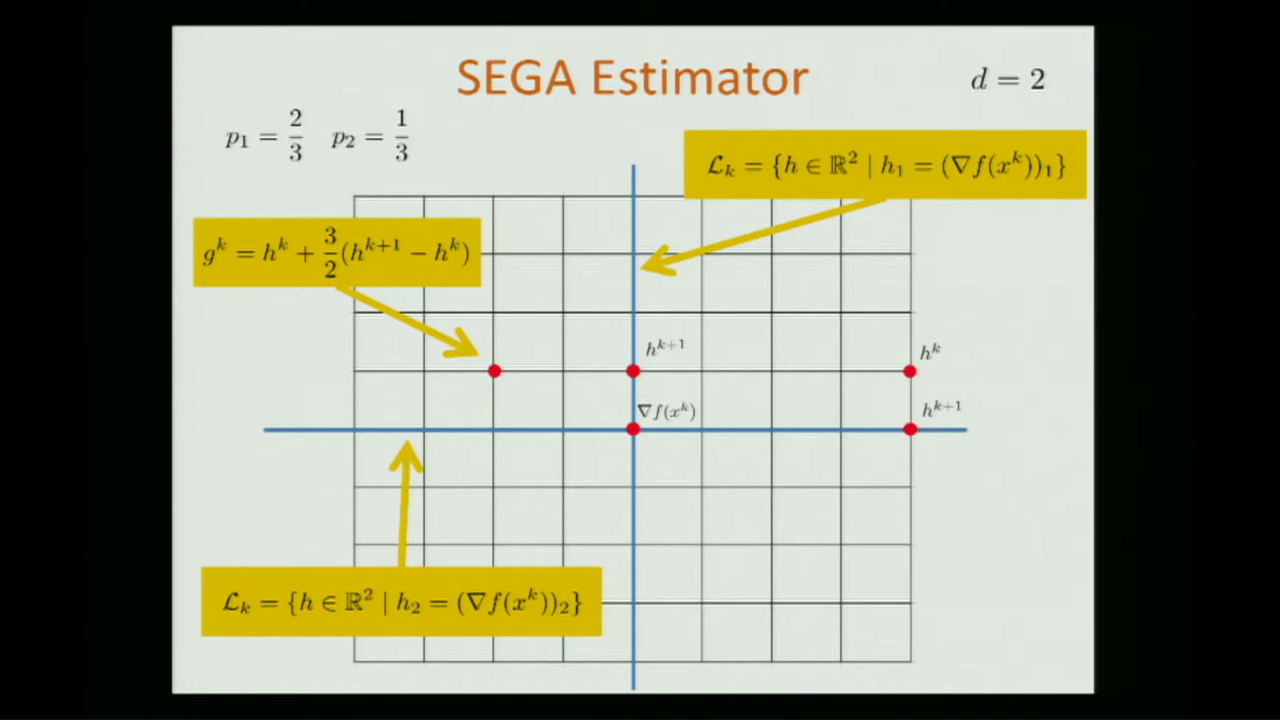 SEGA Estimator
d = 2
p₁ = 2/3 p₂ = 1/3
ℒₖ = {h ∈ ℝ² | h₁ = (∇f(xᵏ))₁}
gᵏ = hᵏ + 3/2(hᵏ⁺¹ − hᵏ)
hᵏ⁺¹
hᵏ
∇f(xᵏ)
hᵏ⁺¹
ℒₖ = {h ∈ ℝ² | h₂ = (∇f(xᵏ))₂}